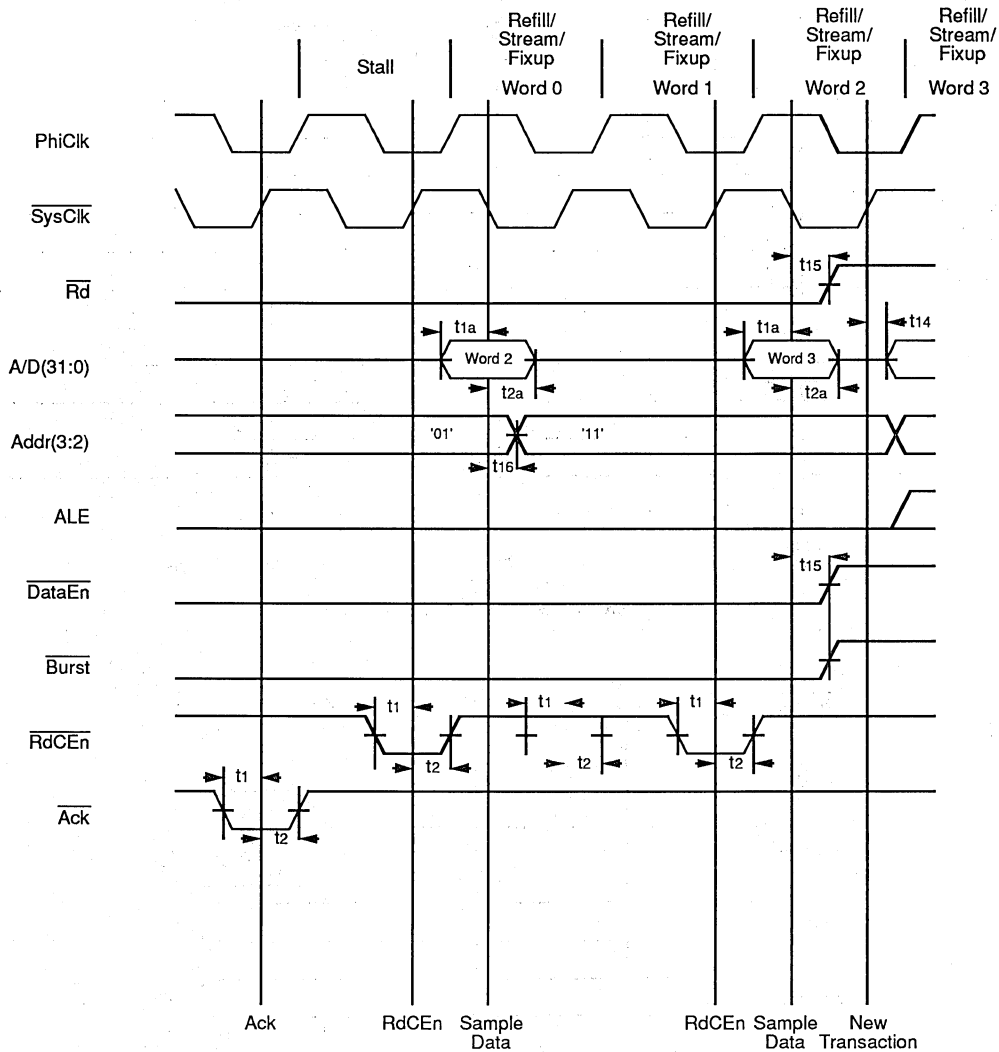 Stall
Refill/
Stream/
Fixup
Word 0
Refill/
Stream/
Fixup
Word 1
Refill/
Stream/
Fixup
Word 2
Refill/
Stream/
Fixup
Word 3
PhiClk
SysClk
Rd
t15
A/D(31:0)
t1a
Word 2
t2a
t1a
Word 3
t2a
t14
Addr(3:2)
'01'
'11'
t16
ALE
DataEn
t15
Burst
RdCEn
t1
t2
t1
t2
t1
t2
Ack
t1
t2
Ack
RdCEn
Sample
Data
RdCEn
Sample
Data
New
Transaction